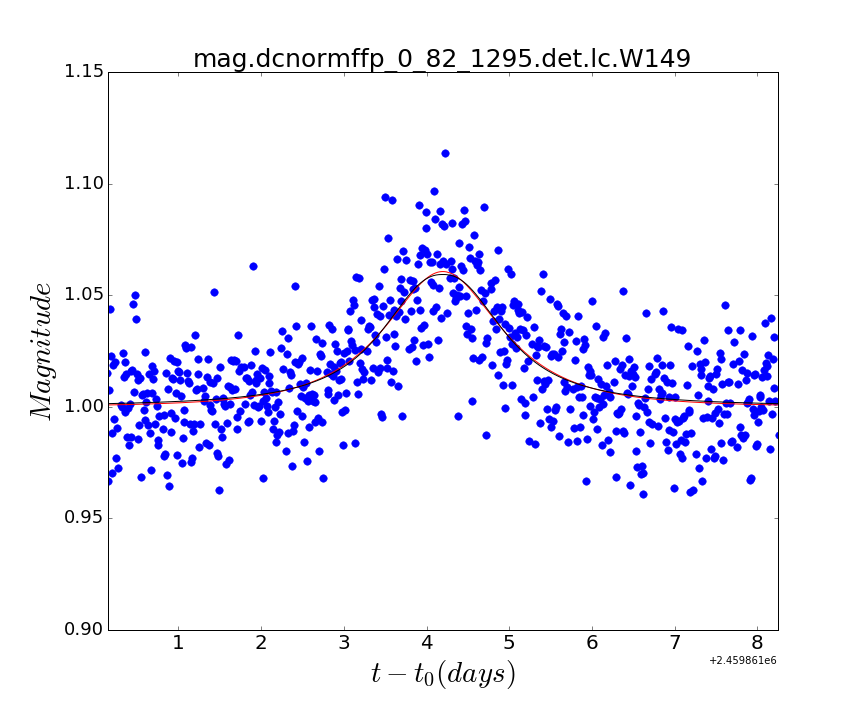 mag.dcnormffp_0_82_1295.det.lc.W149
1.15
1.10
1.05
1.00
0.95
0.90
Magnitude
1 2 3 4 5 6 7 8
+2.459861e6
t − t₀(days)